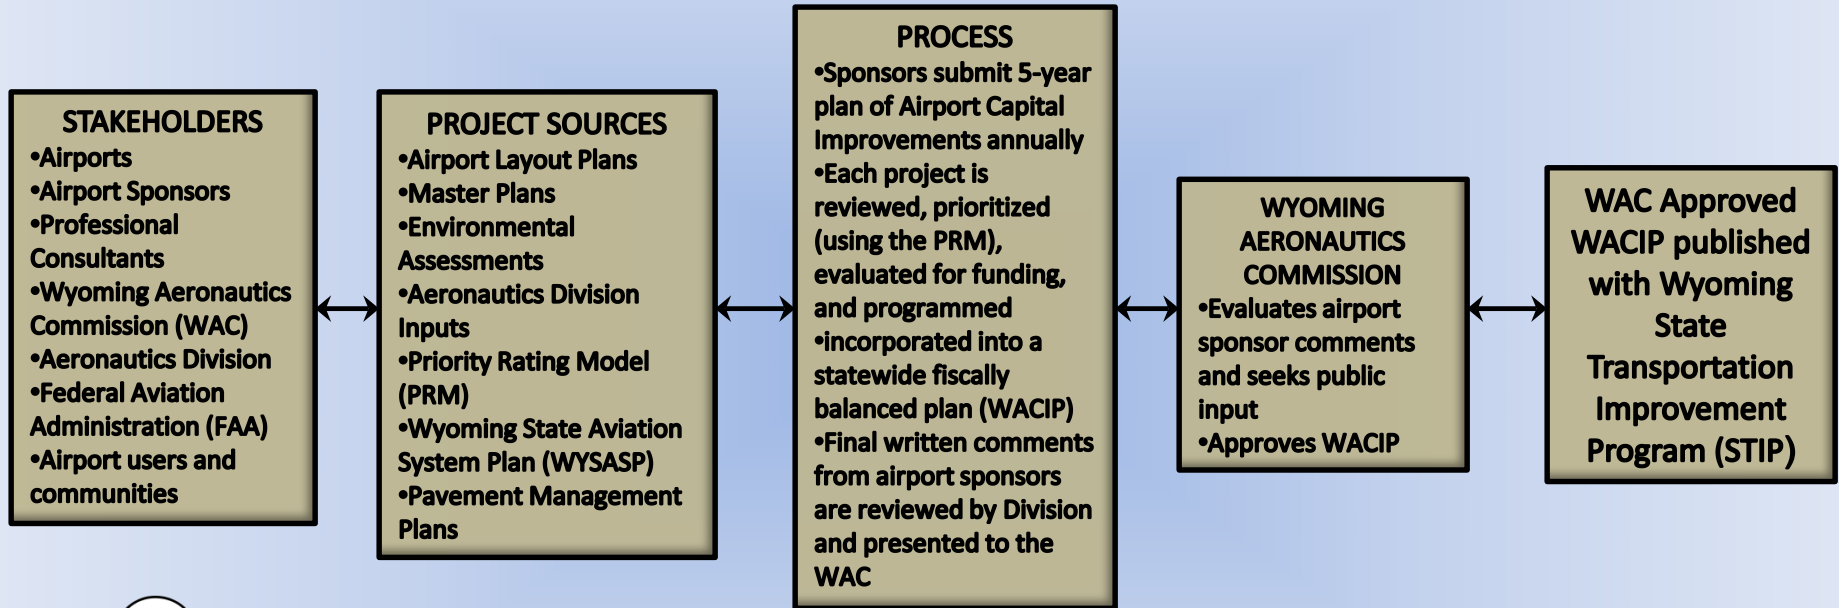 STAKEHOLDERS
•Airports
•Airport Sponsors
•Professional
Consultants
•Wyoming Aeronautics
Commission (WAC)
•Aeronautics Division
•Federal Aviation
Administration (FAA)
•Airport users and
communities
PROJECT SOURCES
•Airport Layout Plans
•Master Plans
•Environmental
Assessments
•Aeronautics Division
Inputs
•Priority Rating Model
(PRM)
•Wyoming State Aviation
System Plan (WYSASP)
•Pavement Management
Plans
PROCESS
•Sponsors submit 5-year
plan of Airport Capital
Improvements annually
•Each project is
reviewed, prioritized
(using the PRM),
evaluated for funding,
and programmed
•incorporated into a
statewide fiscally
balanced plan (WACIP)
•Final written comments
from airport sponsors
are reviewed by Division
and presented to the
WAC
WYOMING
AERONAUTICS
COMMISSION
•Evaluates airport
sponsor comments
and seeks public
input
•Approves WACIP
WAC Approved
WACIP published
with Wyoming
State
Transportation
Improvement
Program (STIP)